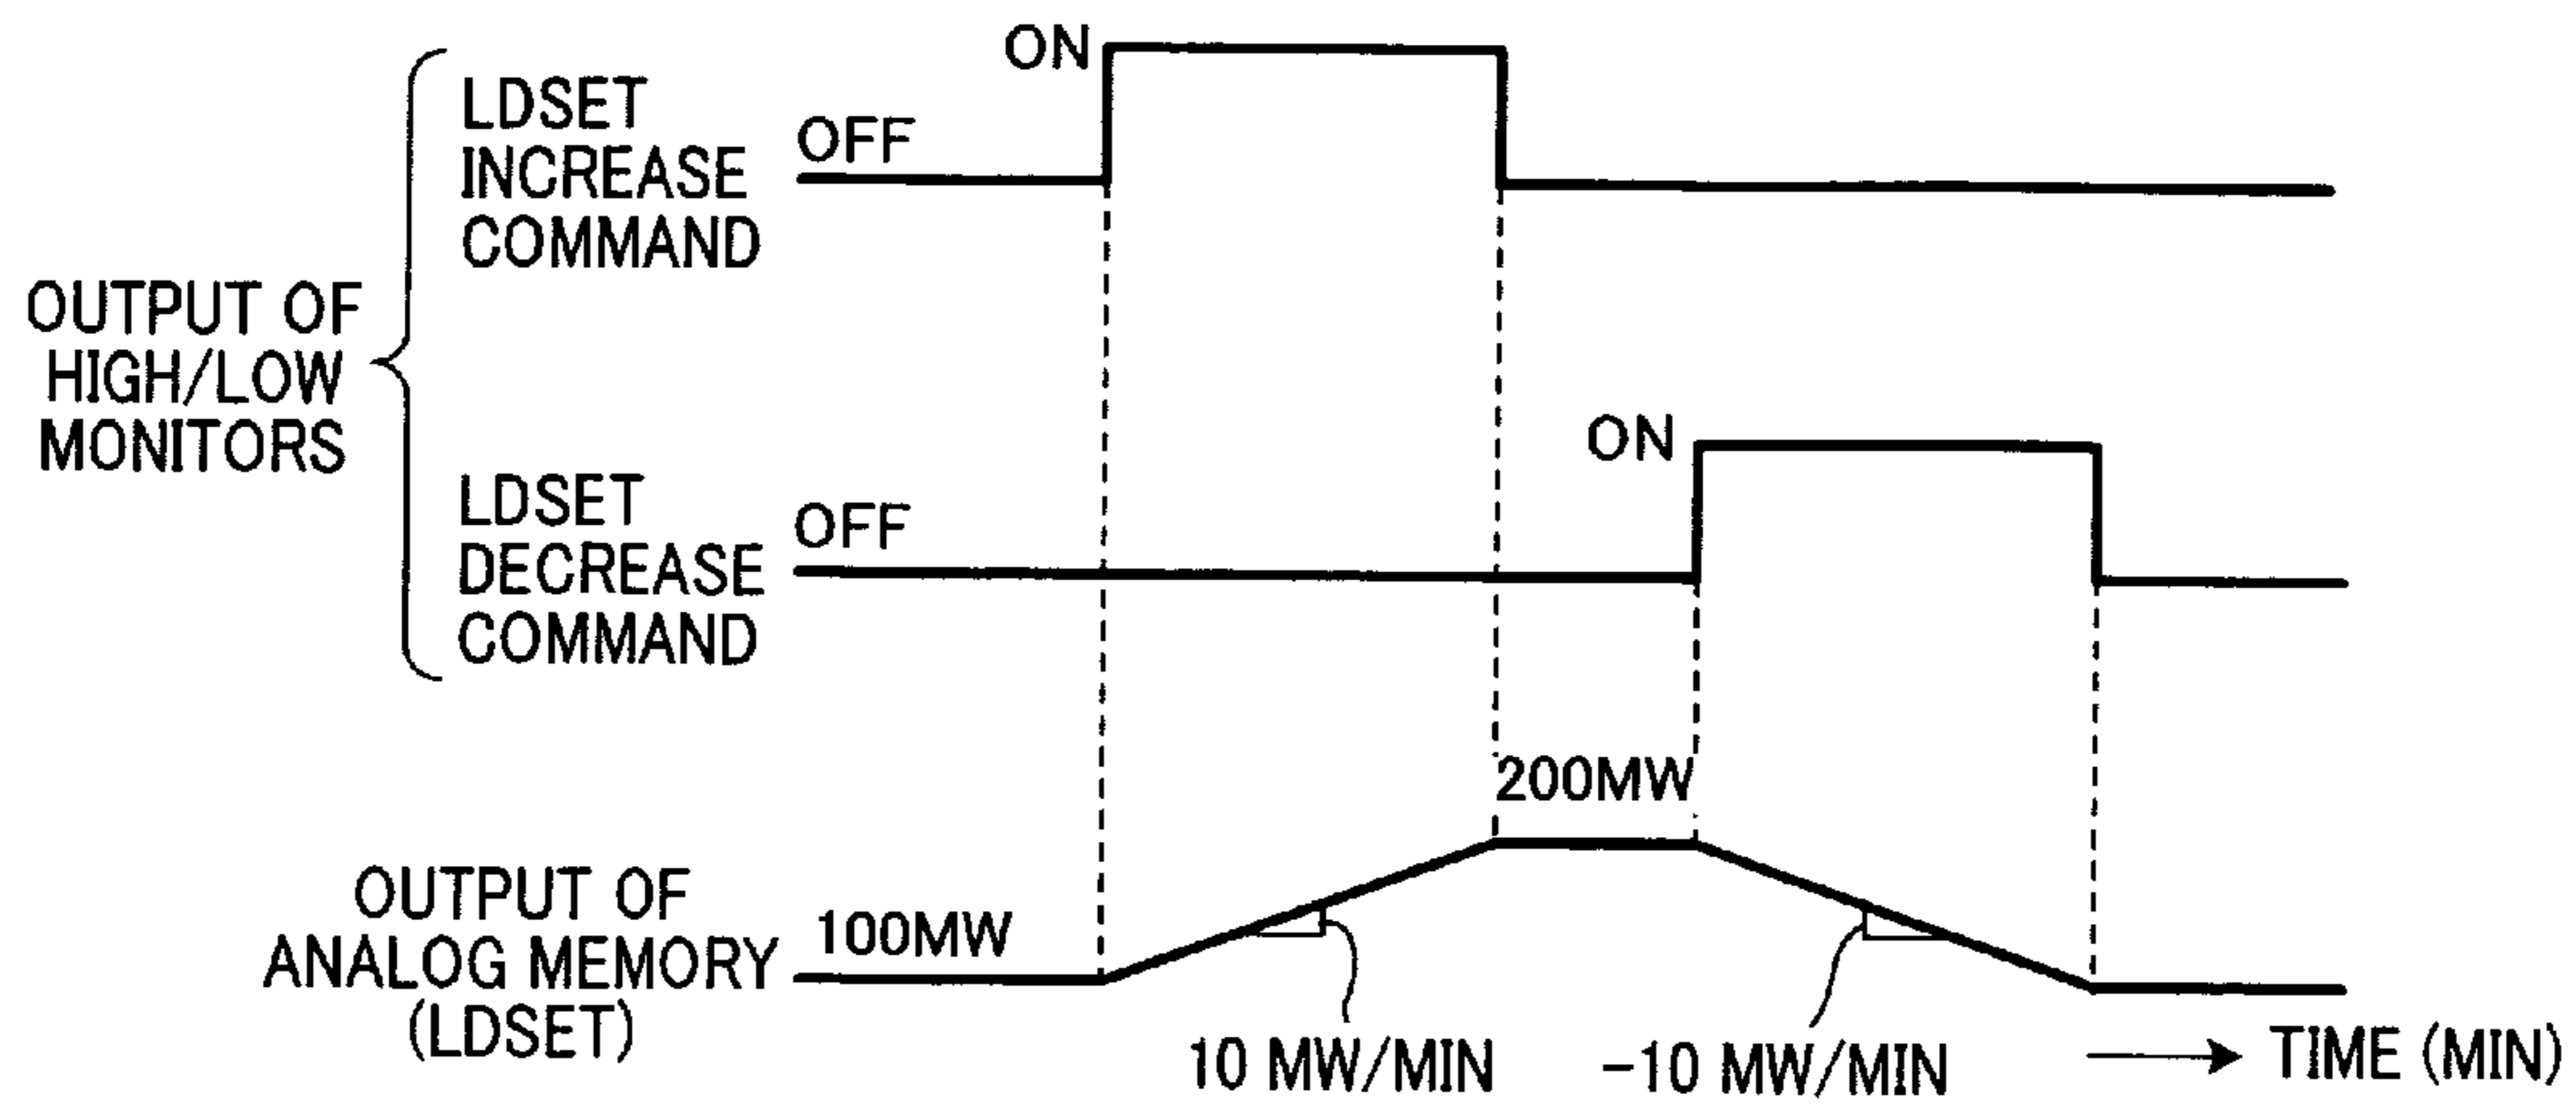 ON
LDSET
INCREASE
COMMAND
OFF
OUTPUT OF
HIGH/LOW
MONITORS
ON
LDSET
DECREASE
COMMAND
OFF
200MW
OUTPUT OF
ANALOG MEMORY
(LDSET)
100MW
10 MW/MIN
-10 MW/MIN
TIME (MIN)